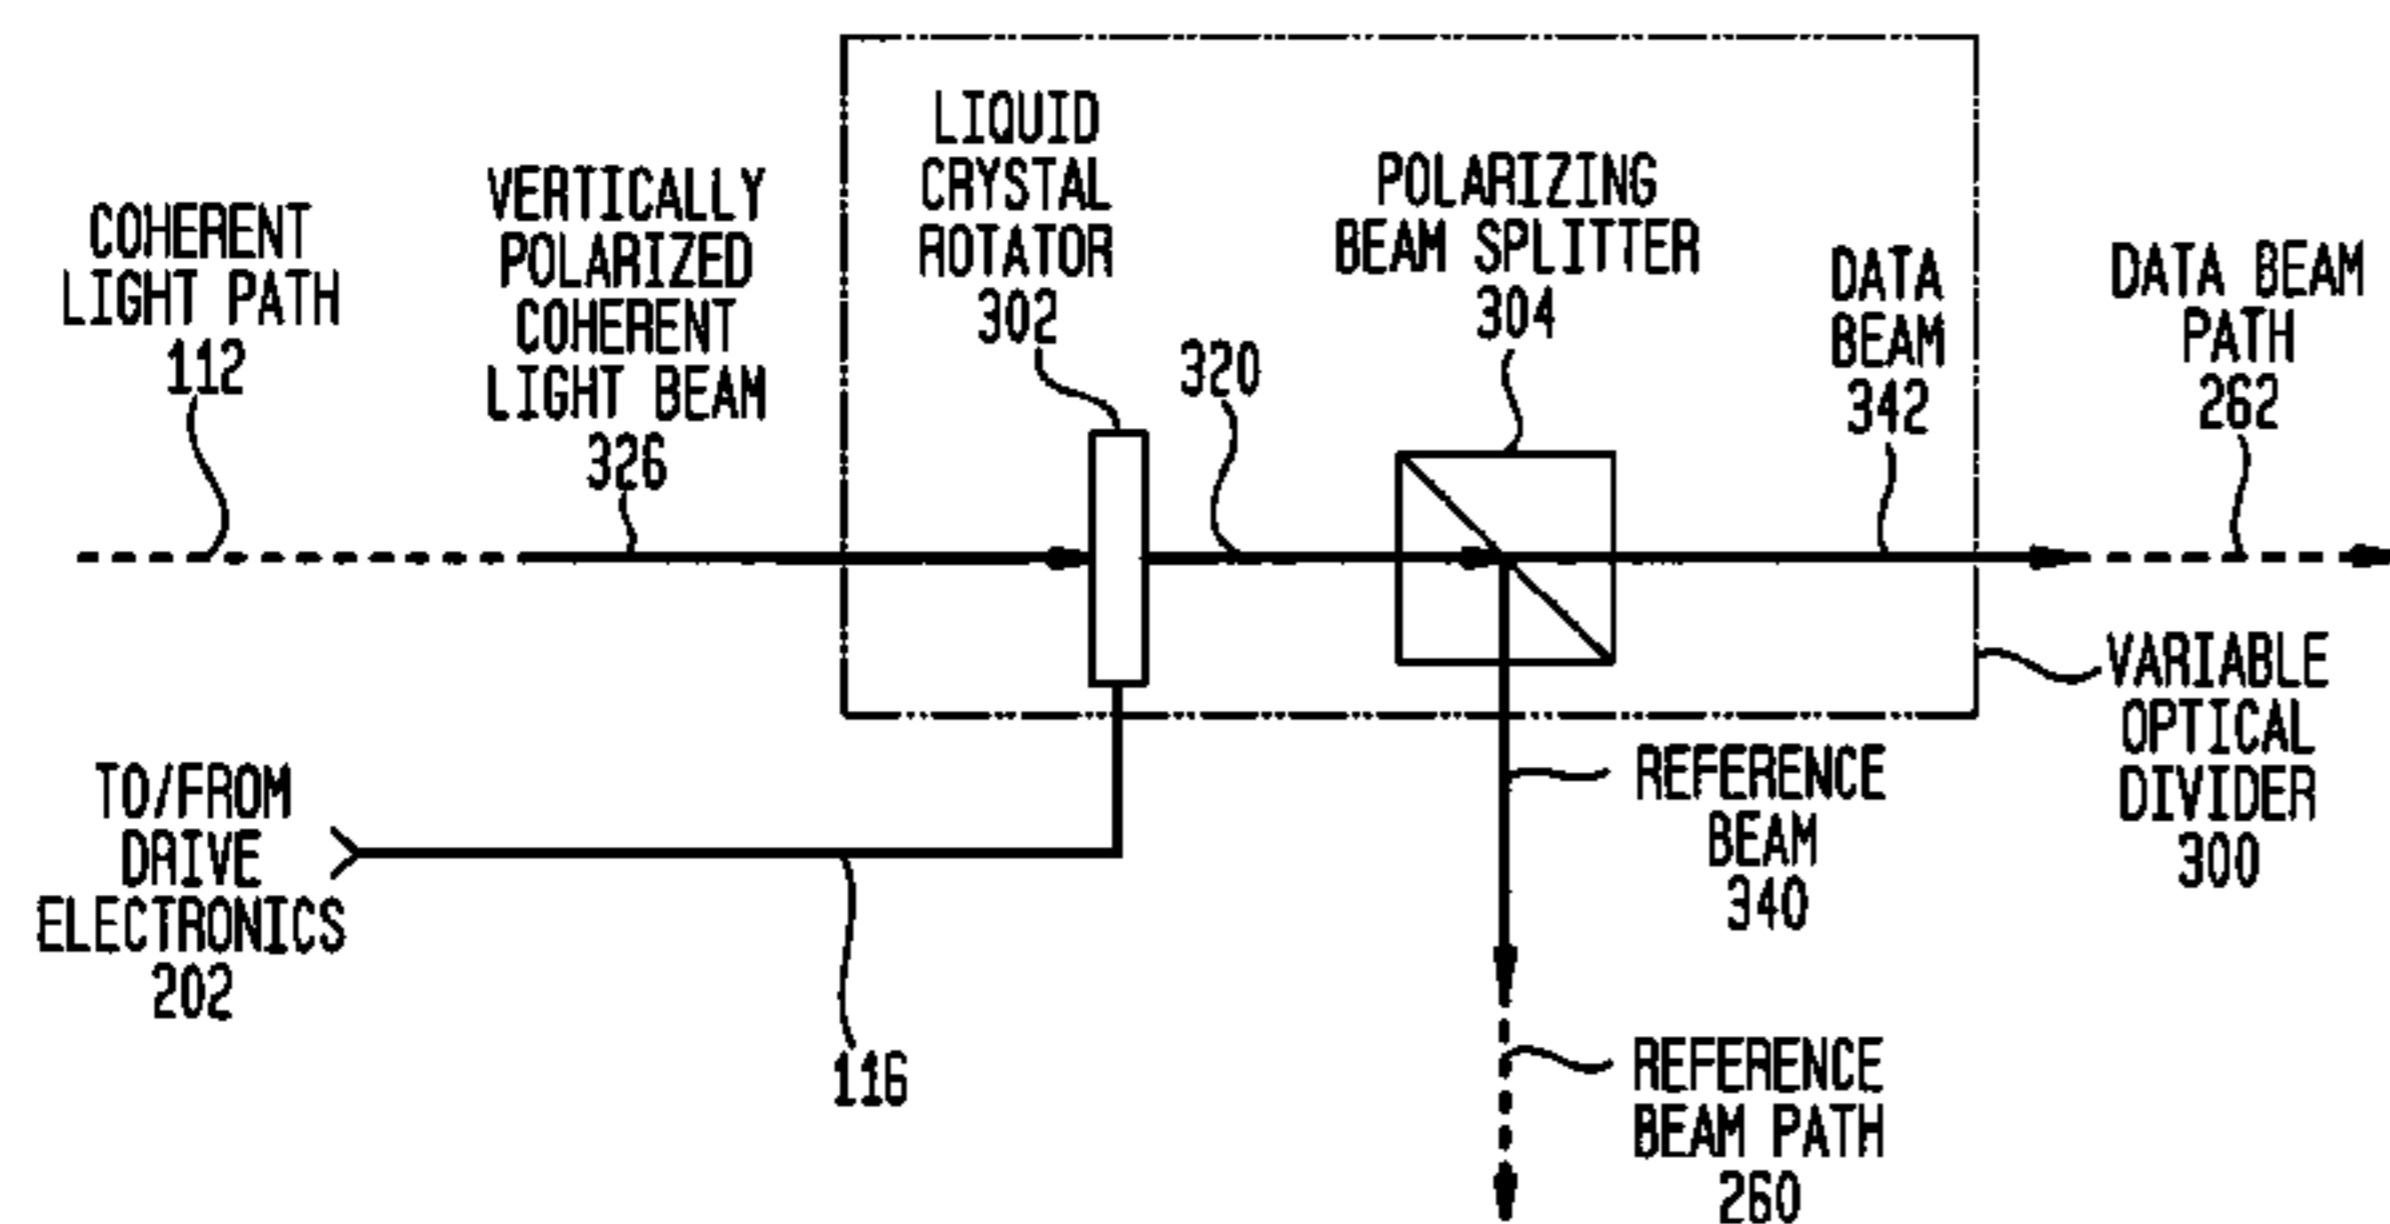 COHERENT
LIGHT PATH
112
VERTICALLY
POLARIZED
COHERENT
LIGHT BEAM
326
LIQUID
CRYSTAL
ROTATOR
302
320
POLARIZING
BEAM SPLITTER
304
DATA
BEAM
342
DATA BEAM
PATH
262
VARIABLE
OPTICAL
DIVIDER
300
TO/FROM
DRIVE
ELECTRONICS
202
116
REFERENCE
BEAM
340
REFERENCE
BEAM PATH
260